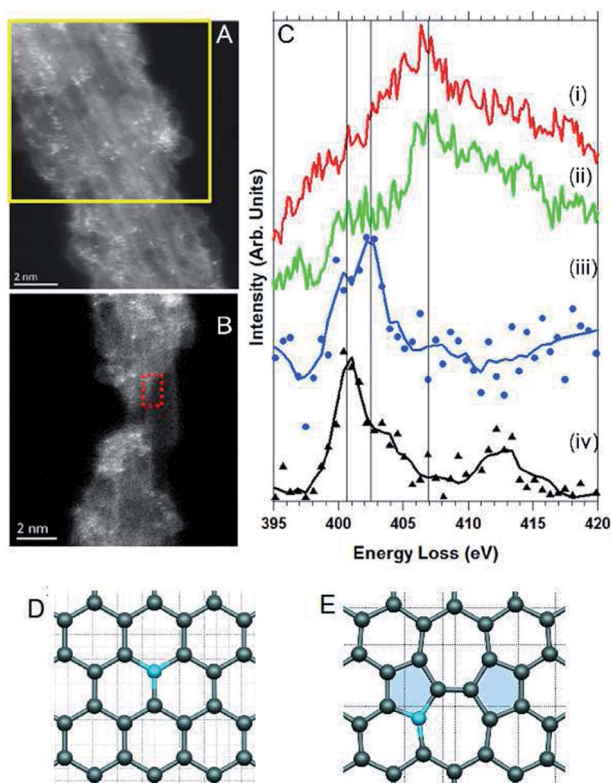 A
2 nm
B
2 nm
C
Intensity (Arb. Units)
(i)
(ii)
(iii)
(iv)
395 400 405 410 415 420
Energy Loss (eV)
D
E